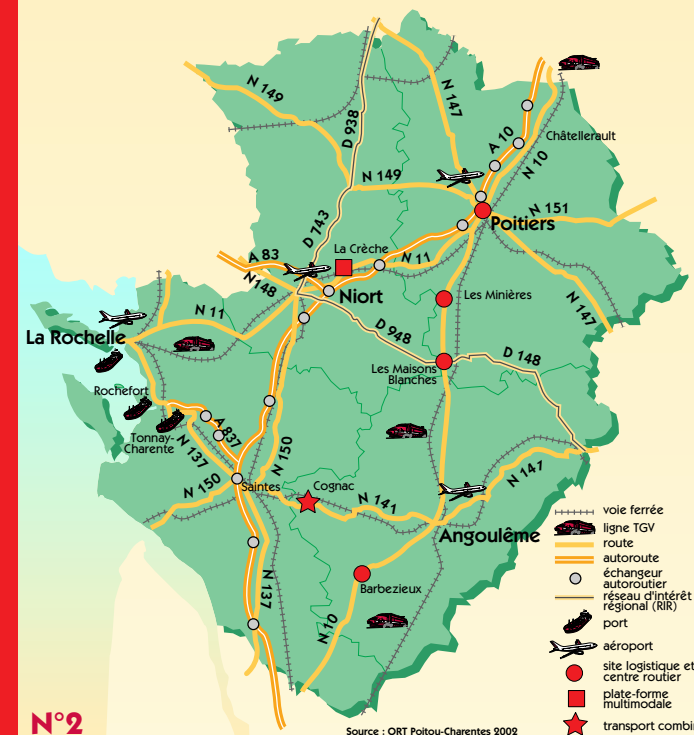 N 149
N 147
D 938
A 10
Châtellerault
N 10
N 149
N 151
Poitiers
D 743
La Crèche
A 83
N 11
N148
Niort
Les Minières
N 147
N 11
La Rochelle
D 948
D 148
Les Maisons
Blanches
Rochefort
A 837
Tonnay-
Charente
N 137
N 150
N 141
N 150
Saintes
Cognac
N 141
Angoulême
N 137
Barbezieux
N 10
voie ferrée
ligne TGV
route
autoroute
échangeur
autoroutier
réseau d'intérêt
régional (RIR)
port
aéroport
site logistique et
centre routier
plate-forme
multimodale
transport combin
N°2
Source : ORT Poitou-Charentes 2002